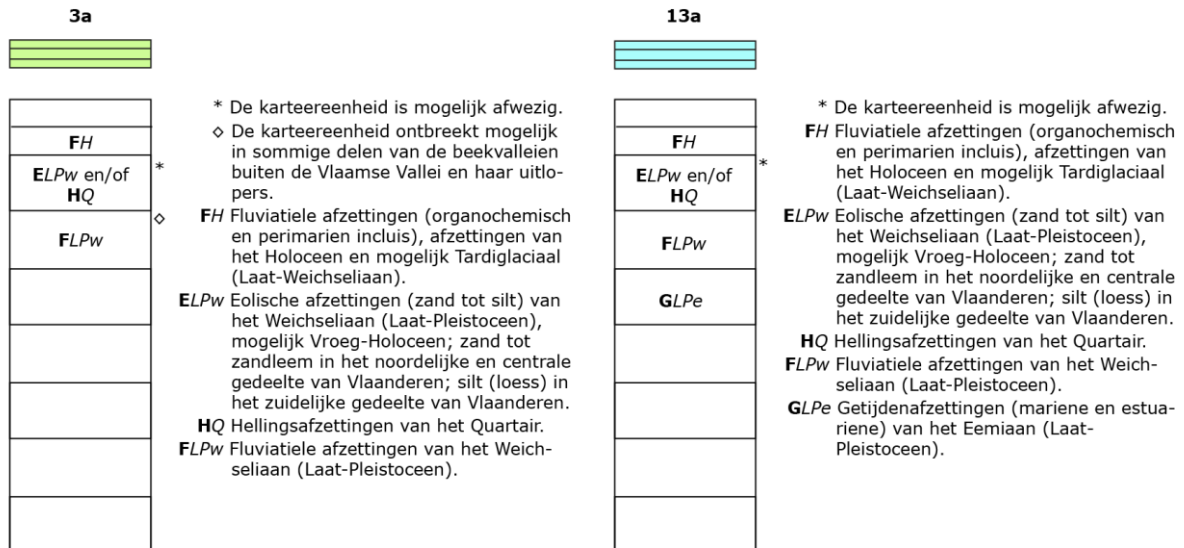 3a
FH
ELPw en/of
HQ
*
FLPw
◇
* De karteereenheid is mogelijk afwezig.
◇ De karteereenheid ontbreekt mogelijk
in sommige delen van de beekvalleien
buiten de Vlaamse Vallei en haar uitlo-
pers.
FH Fluviatiele afzettingen (organochemisch
en perimarien incluis), afzettingen van
het Holoceen en mogelijk Tardiglaciaal
(Laat-Weichseliaan).
ELPw Eolische afzettingen (zand tot silt) van
het Weichseliaan (Laat-Pleistoceen),
mogelijk Vroeg-Holoceen; zand tot
zandleem in het noordelijke en centrale
gedeelte van Vlaanderen; silt (loess) in
het zuidelijke gedeelte van Vlaanderen.
HQ Hellingsafzettingen van het Quartair.
FLPw Fluviatiele afzettingen van het Weich-
seliaan (Laat-Pleistoceen).
13a
FH
ELPw en/of
HQ
*
FLPw
GLPe
* De karteereenheid is mogelijk afwezig.
FH Fluviatiele afzettingen (organochemisch
en perimarien incluis), afzettingen van
het Holoceen en mogelijk Tardiglaciaal
(Laat-Weichseliaan).
ELPw Eolische afzettingen (zand tot silt) van
het Weichseliaan (Laat-Pleistoceen),
mogelijk Vroeg-Holoceen; zand tot
zandleem in het noordelijke en centrale
gedeelte van Vlaanderen; silt (loess) in
het zuidelijke gedeelte van Vlaanderen.
HQ Hellingsafzettingen van het Quartair.
FLPw Fluviatiele afzettingen van het Weich-
seliaan (Laat-Pleistoceen).
GLPe Getijdenafzettingen (mariene en estua-
riene) van het Eemiaan (Laat-
Pleistoceen).